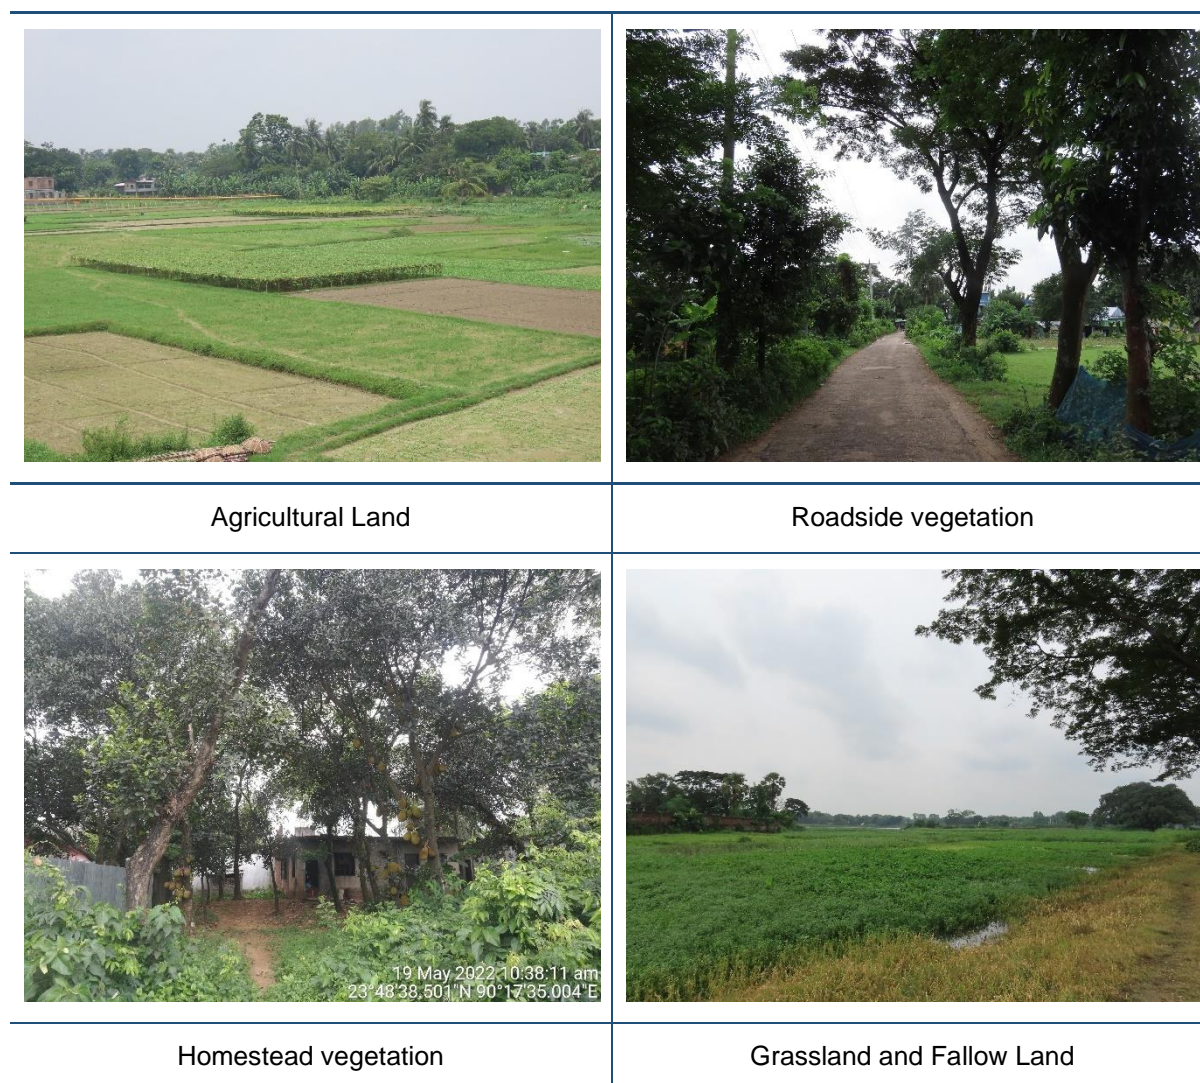 Agricultural Land
Roadside vegetation
19 May 2022 10:38:11 am
23°48'38.501"N 90°17'35.004"E
Homestead vegetation
Grassland and Fallow Land